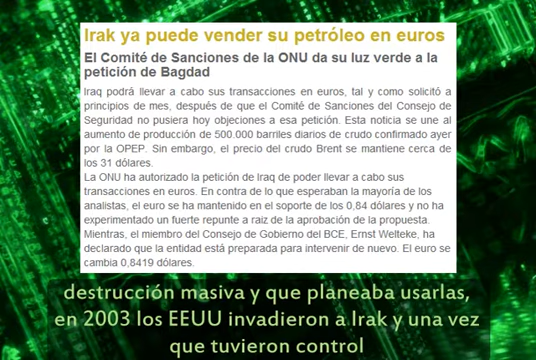 Irak ya puede vender su petróleo en euros
El Comité de Sanciones de la ONU da su luz verde a la
petición de Bagdad
Iraq podrá llevar a cabo sus transacciones en euros, tal y como solicitó a
principios de mes, después de que el Comité de Sanciones del Consejo de
Seguridad no pusiera hoy objeciones a esa petición. Esta noticia se une al
aumento de producción de 500.000 barriles diarios de crudo confirmado ayer
por la OPEP. Sin embargo, el precio del crudo Brent se mantiene cerca de
los 31 dólares.
La ONU ha autorizado la petición de Iraq de poder llevar a cabo sus
transacciones en euros. En contra de lo que esperaban la mayoría de los
analistas, el euro se ha mantenido en el soporte de los 0,84 dólares y no ha
experimentado un fuerte repunte a raiz de la aprobación de la propuesta.
Mientras, el miembro del Consejo de Gobierno del BCE, Ernst Welteke, ha
declarado que la entidad está preparada para intervenir de nuevo. El euro se
cambia 0,8419 dólares.
destrucción masiva y que planeaba usarlas,
en 2003 los EEUU invadieron a Irak y una vez
que tuvieron control